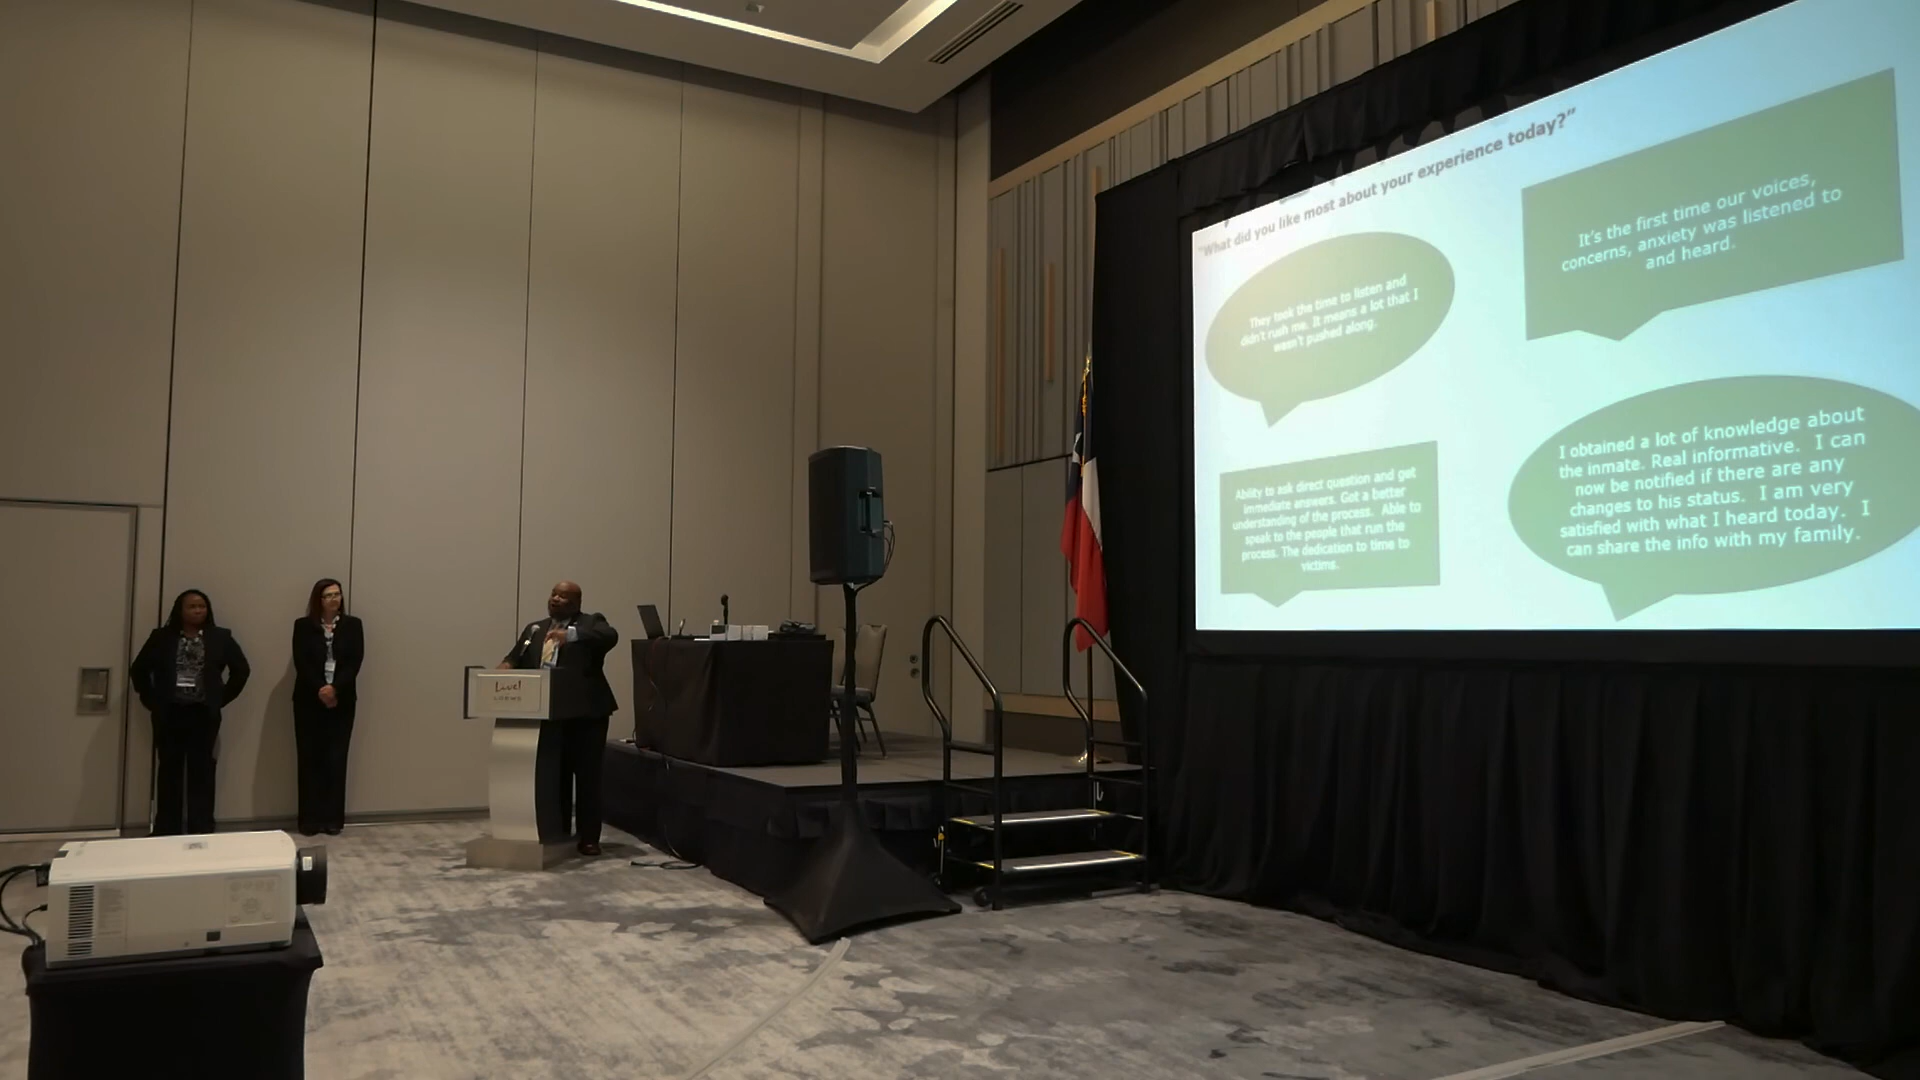 "What did you like most about your experience today?"
They took the time to listen and
didn't rush me. It means a lot that I
wasn't pushed along.
It's the first time our voices,
concerns, anxiety was listened to
and heard.
Ability to ask direct question and get
immediate answers. Got a better
understanding of the process. Able to
speak to the people that run the
process. The dedication to time to
victims.
I obtained a lot of knowledge about
the inmate. Real informative. I can
now be notified if there are any
changes to his status. I am very
satisfied with what I heard today. I
can share the info with my family.
Live!
LOEWS